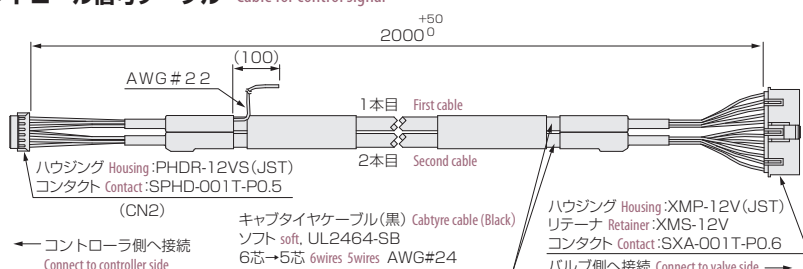 信号ケーブル Cable for control signal
2000 +50 0
(100)
AWG#22
1本目 First cable
2本目 Second cable
ハウジング Housing:PHDR-12VS(JST)
コンタクト Contact:SPHD-001T-P0.5
(CN2)
キャブタイヤケーブル(黒) Cabtyre cable (Black)
ソフト soft, UL2464-SB
6芯→5芯 6wires 5wires AWG#24
ハウジング Housing:XMP-12V(JST)
リテーナ Retainer:XMS-12V
コンタクト Contact:SXA-001T-P0.6
← コントローラ側へ接続
Connect to controller side
バルブ側へ接続 Connect to valve side →